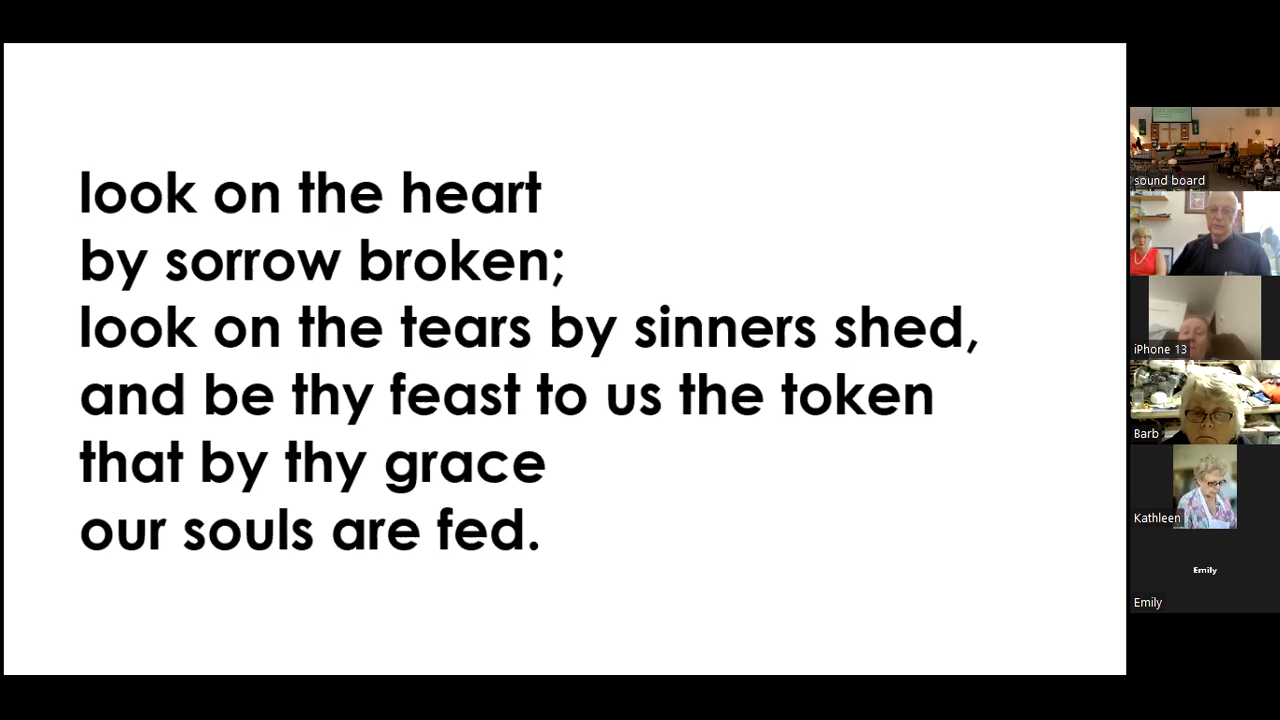 look on the heart
by sorrow broken;
look on the tears by sinners shed,
and be thy feast to us the token
that by thy grace
our souls are fed.
sound board
iPhone 13
Barb
Kathleen
Emily
Emily